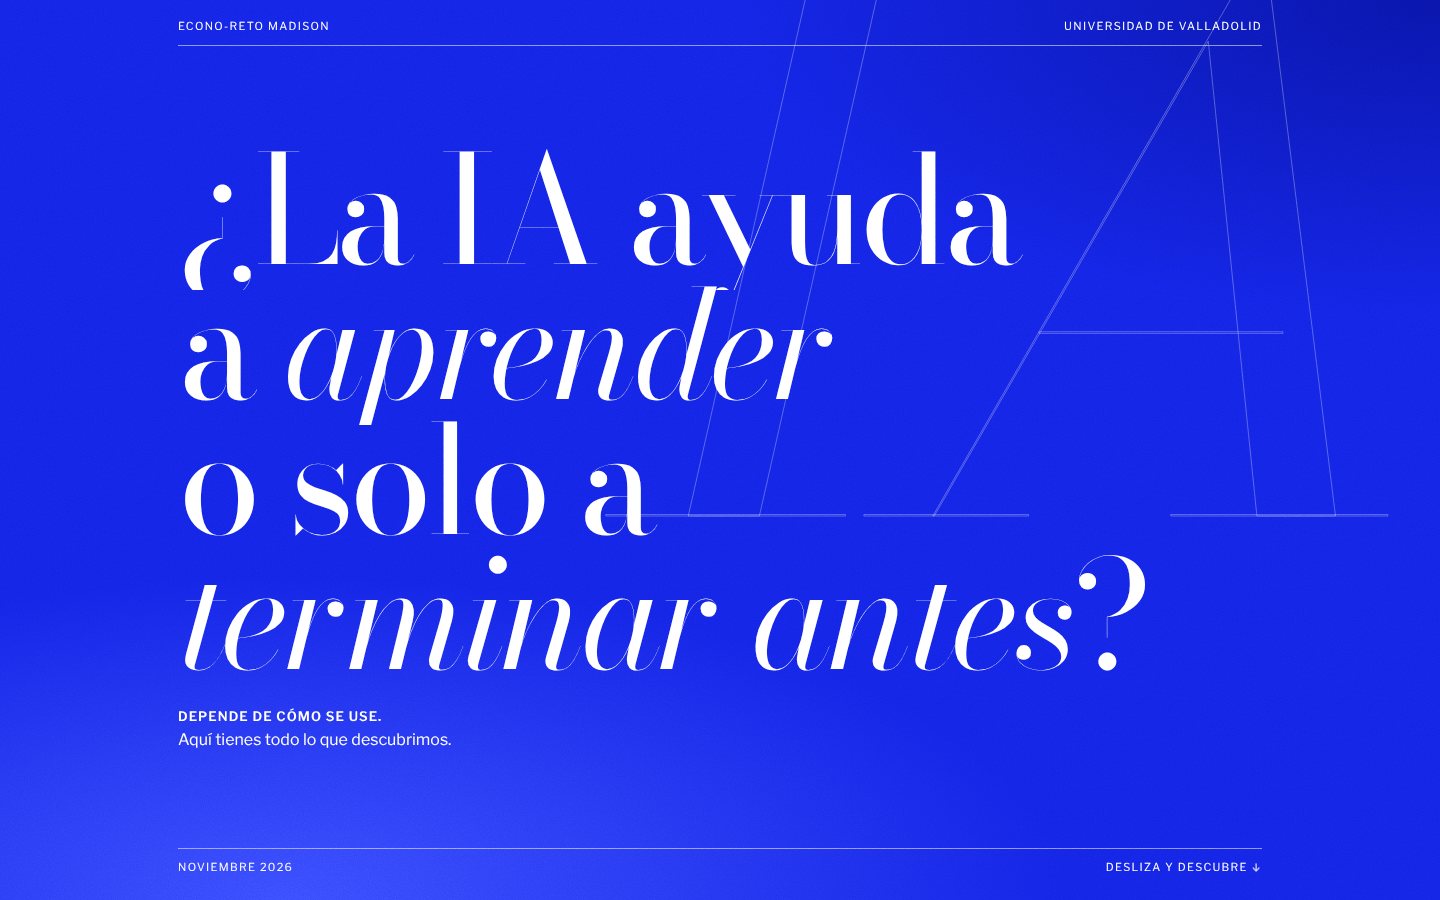 ECONO-RETO MADISON
UNIVERSIDAD DE VALLADOLID
IA
¿La IA ayuda
a aprender
o solo a
terminar antes?
DEPENDE DE CÓMO SE USE.
Aquí tienes todo lo que descubrimos.
NOVIEMBRE 2026
DESLIZA Y DESCUBRE ↓